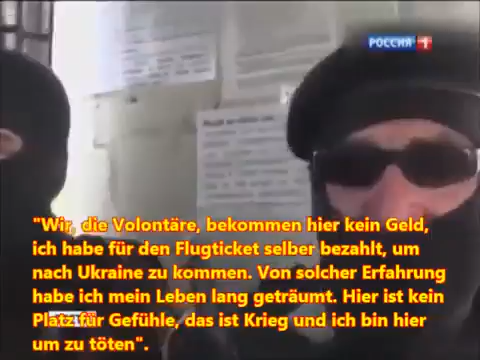 РОССИЯ 1
"Wir, die Volontäre, bekommen hier kein Geld,
ich habe für den Flugticket selber bezahlt, um
nach Ukraine zu kommen. Von solcher Erfahrung
habe ich mein Leben lang geträumt. Hier ist kein
Platz für Gefühle, das ist Krieg und ich bin hier
um zu töten".